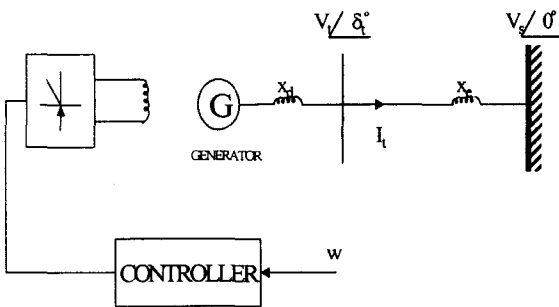 V_t/δ_t° V_s/0°
x_d x_e
G
I_t
GENERATOR
w
CONTROLLER